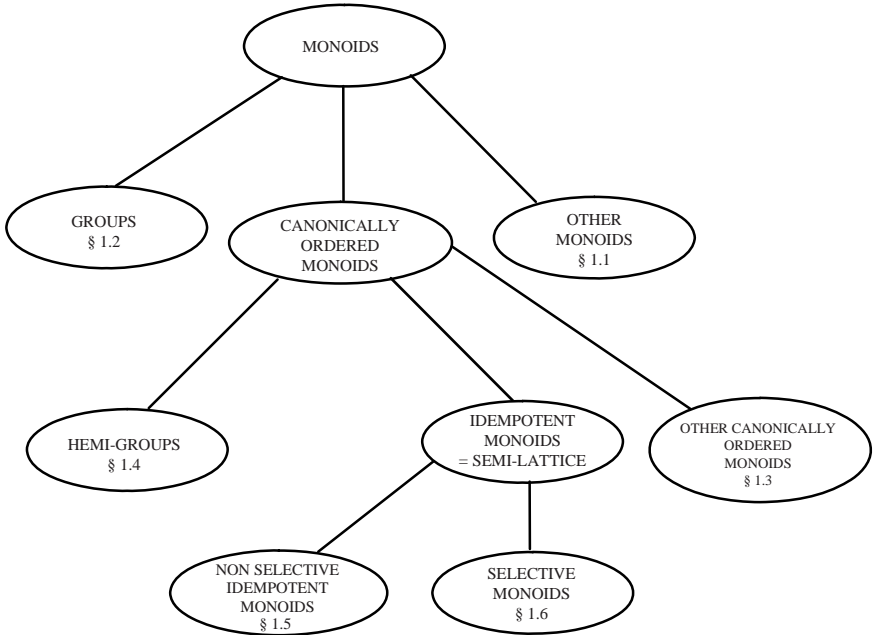 MONOIDS
GROUPS
§ 1.2
CANONICALLY
ORDERED
MONOIDS
OTHER
MONOIDS
§ 1.1
HEMI-GROUPS
§ 1.4
IDEMPOTENT
MONOIDS
= SEMI-LATTICE
OTHER CANONICALLY
ORDERED
MONOIDS
§ 1.3
NON SELECTIVE
IDEMPOTENT
MONOIDS
§ 1.5
SELECTIVE
MONOIDS
§ 1.6